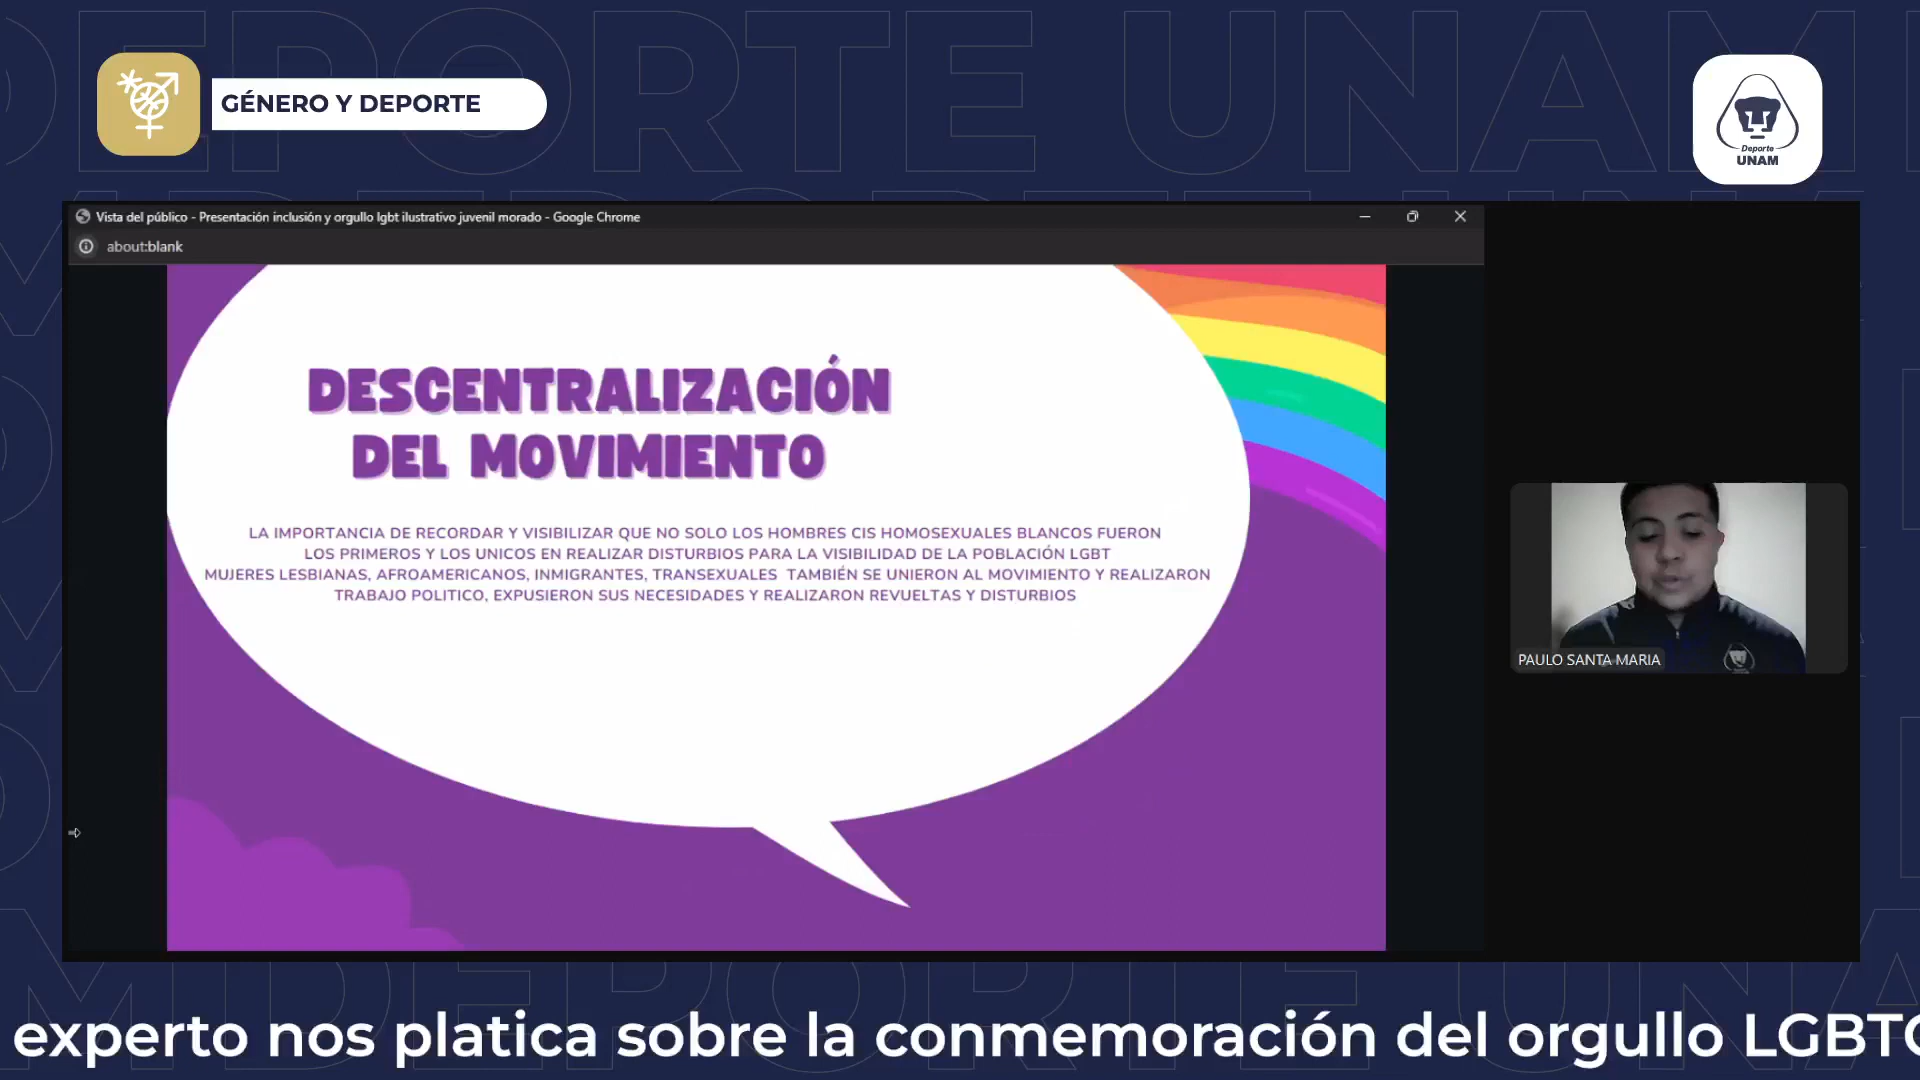 GÉNERO Y DEPORTE
Deporte
UNAM
Vista del público - Presentación inclusión y orgullo lgbt ilustrativo juvenil morado - Google Chrome
about:blank
DESCENTRALIZACIÓN
DEL MOVIMIENTO
LA IMPORTANCIA DE RECORDAR Y VISIBILIZAR QUE NO SOLO LOS HOMBRES CIS HOMOSEXUALES BLANCOS FUERON
LOS PRIMEROS Y LOS UNICOS EN REALIZAR DISTURBIOS PARA LA VISIBILIDAD DE LA POBLACIÓN LGBT
MUJERES LESBIANAS, AFROAMERICANOS, INMIGRANTES, TRANSEXUALES TAMBIÉN SE UNIERON AL MOVIMIENTO Y REALIZARON
TRABAJO POLITICO, EXPUSIERON SUS NECESIDADES Y REALIZARON REVUELTAS Y DISTURBIOS
PAULO SANTA MARIA
experto nos platica sobre la conmemoración del orgullo LGBT